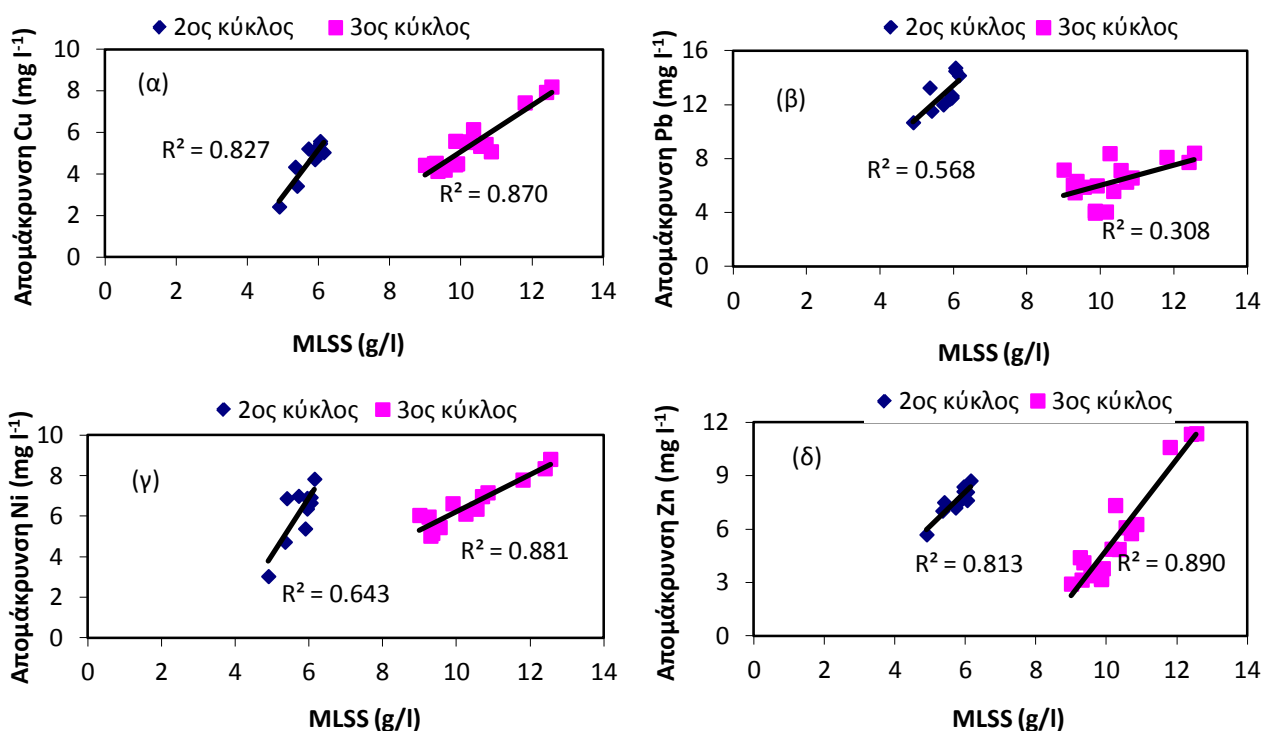 2ος κύκλος 3ος κύκλος
Απομάκρυνση Cu (mg l-1)
10
8
6
4
2
0
(α)
R² = 0.827
R² = 0.870
0 2 4 6 8 10 12 14
MLSS (g/l)
2ος κύκλος 3ος κύκλος
Απομάκρυνση Pb (mg l-1)
16
12
8
4
0
(β)
R² = 0.568
R² = 0.308
0 2 4 6 8 10 12 14
MLSS (g/l)
2ος κύκλος 3ος κύκλος
Απομάκρυνση Ni (mg l-1)
10
8
6
4
2
0
(γ)
R² = 0.881
R² = 0.643
0 2 4 6 8 10 12 14
MLSS (g/l)
2ος κύκλος 3ος κύκλος
Απομάκρυνση Zn (mg l-1)
12
9
6
3
0
(δ)
R² = 0.813
R² = 0.890
0 2 4 6 8 10 12 14
MLSS (g/l)